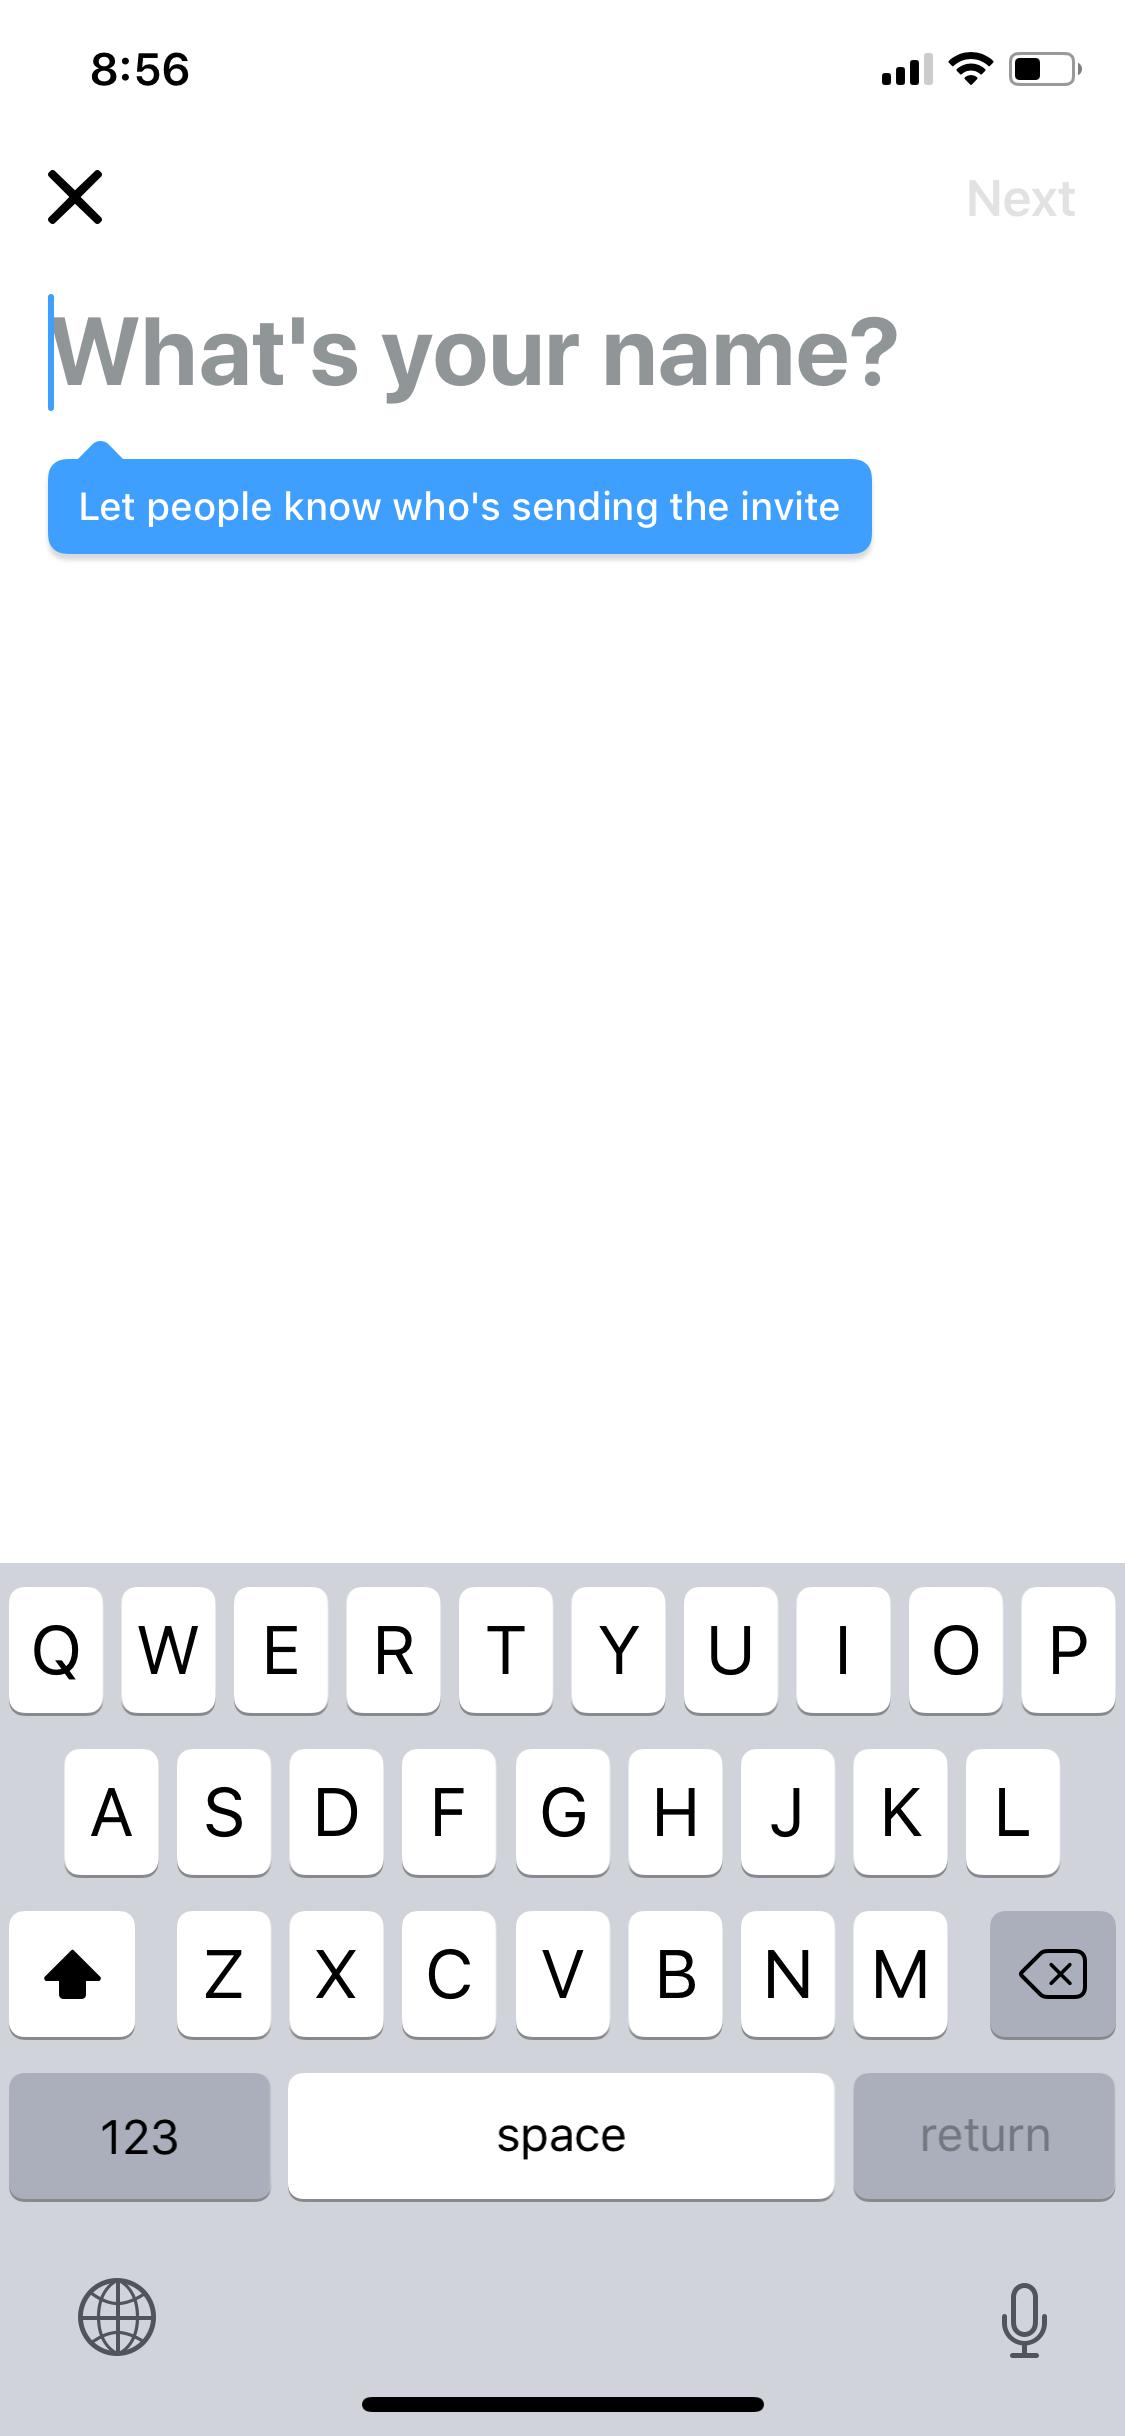 8:56
Next
What's your name?
Let people know who's sending the invite
Q W E R T Y U I O P
A S D F G H J K L
Z X C V B N M
123 space return